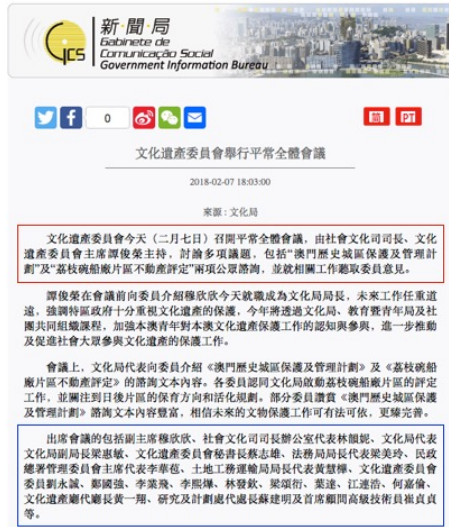 GCS
新·聞·局
Gabinete de
Comunicação Social
Government Information Bureau
0
简
PT
文化遺產委員會舉行平常全體會議
2018-02-07 18:03:00
來源 : 文化局
文化遺產委員會今天（二月七日）召開平常全體會議，由社會文化司司長、文化
遺產委員會主席譚俊榮主持，討論多項議題，包括“澳門歷史城區保護及管理計
劃”及“荔枝碗船廠片區不動產評定”兩項公眾諮詢，並就相關工作聽取委員意見。
譚俊榮在會議前向委員介紹穆欣欣今天就職成為文化局局長，未來工作任重道
遠，強調特區政府十分重視文化遺產的保護，今年將透過文化局、教育暨青年局及社
團共同組織課程，加強本澳青年對本澳文化遺產保護工作的認知與參與，進一步推動
及促進社會大眾參與文化遺產的保護工作。
會議上，文化局代表向委員介紹《澳門歷史城區保護及管理計劃》及《荔枝碗船
廠片區不動產評定》的諮詢文本內容。各委員認同文化局啟動荔枝碗船廠片區的評定
工作，並關注到日後片區的保育方向和活化規劃。部分委員讚賞《澳門歷史城區保護
及管理計劃》諮詢文本內容豐富，相信未來的文物保護工作可有法可依，更臻完善。
出席會議的包括副主席穆欣欣、社會文化司司長辦公室代表林韻妮、文化局代表
文化局副局長梁惠敏、文化遺產委員會秘書長蔡志雄、法務局局長代表梁美玲、民政
總署管理委員會主席代表李華苞、土地工務運輸局局長代表黃慧樺、文化遺產委員會
委員劉永誠、鄭國強、李業飛、李熙爗、林發欽、梁頌衍、葉達、江連浩、何嘉倫、
文化遺產廳代廳長黃一翔、研究及計劃處代處長蘇建明及首席顧問高級技術員崔貞貞
等。